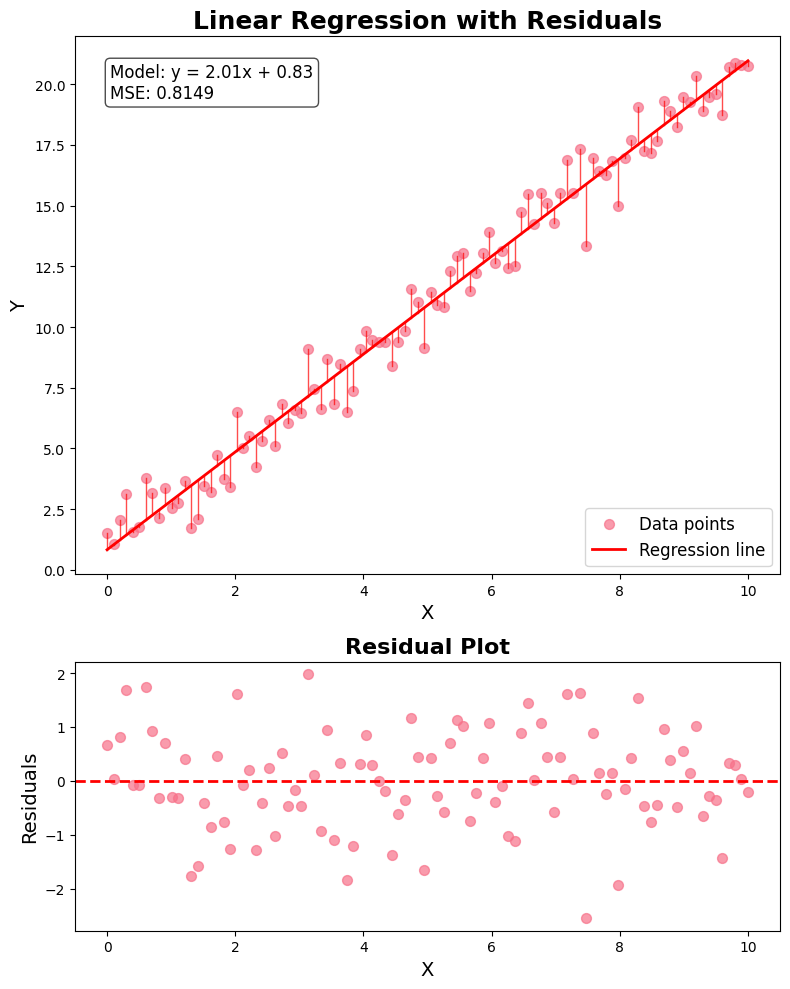 Linear Regression with Residuals
Model: y = 2.01x + 0.83
MSE: 0.8149
20.0
17.5
15.0
12.5
10.0
7.5
5.0
2.5
0.0
Y
Data points
Regression line
0 2 4 6 8 10
X
Residual Plot
2
1
0
−1
−2
Residuals
0 2 4 6 8 10
X